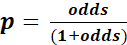 p = odds / (1+odds)